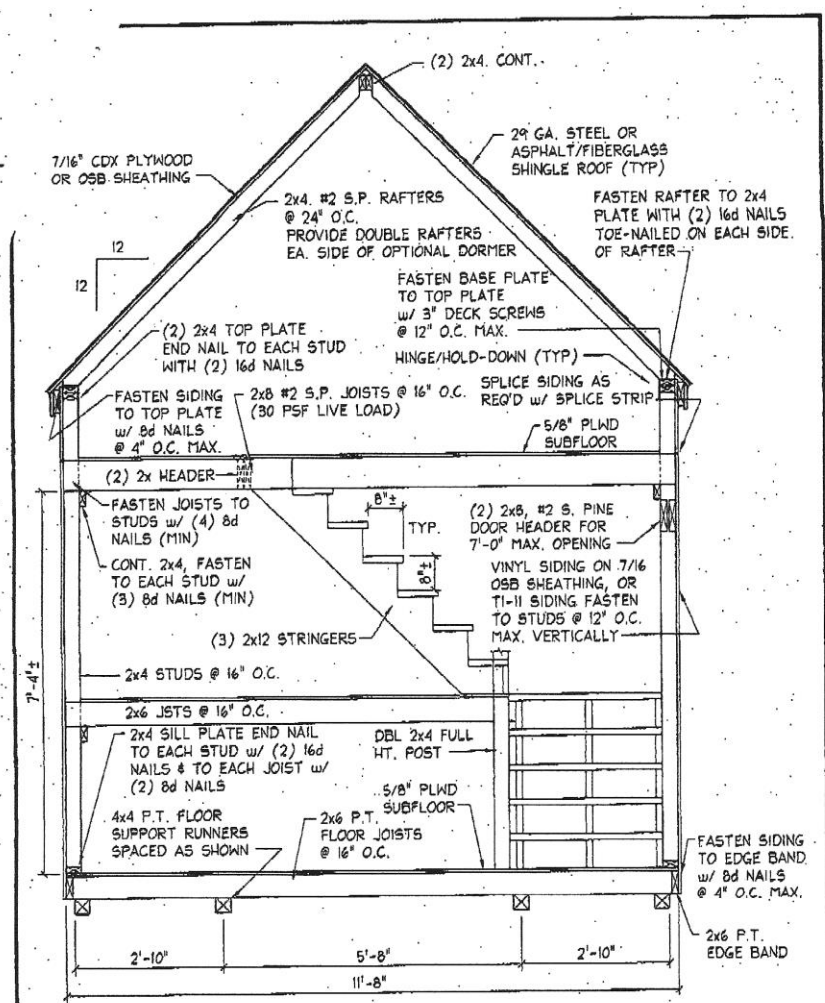 (2) 2x4. CONT.
7/16" CDX PLYWOOD
OR OSB SHEATHING
29 GA. STEEL OR
ASPHALT/FIBERGLASS
SHINGLE ROOF (TYP)
2x4. #2 S.P. RAFTERS
@ 24" O.C.
PROVIDE DOUBLE RAFTERS
EA. SIDE OF OPTIONAL DORMER
FASTEN RAFTER TO 2x4
PLATE WITH (2) 16d NAILS
TOE-NAILED ON EACH SIDE
OF RAFTER
12
12
FASTEN BASE PLATE
TO TOP PLATE
w/ 3" DECK SCREWS
@ 12" O.C. MAX.
(2) 2x4 TOP PLATE
END NAIL TO EACH STUD
WITH (2) 16d NAILS
HINGE/HOLD-DOWN (TYP)
FASTEN SIDING
TO TOP PLATE
w/ 8d NAILS
@ 4" O.C. MAX.
2x8 #2 S.P. JOISTS @ 16" O.C.
(30 PSF LIVE LOAD)
SPLICE SIDING AS
REQ'D w/ SPLICE STRIP
5/8" PLWD
SUBFLOOR
(2) 2x HEADER
FASTEN JOISTS TO
STUDS w/ (4) 8d
NAILS (MIN)
8"±
TYP.
8"±
(2) 2x8, #2 S. PINE
DOOR HEADER FOR
7'-0" MAX. OPENING
CONT. 2x4, FASTEN
TO EACH STUD w/
(3) 8d NAILS (MIN)
VINYL SIDING ON 7/16
OSB SHEATHING, OR
T1-11 SIDING FASTEN
TO STUDS @ 12" O.C.
MAX. VERTICALLY
(3) 2x12 STRINGERS
2x4 STUDS @ 16" O.C.
7'-4"±
2x6 JSTS @ 16" O.C.
2x4 SILL PLATE END NAIL
TO EACH STUD w/ (2) 16d
NAILS & TO EACH JOIST w/
(2) 8d NAILS
DBL 2x4 FULL
HT. POST
4x4 P.T. FLOOR
SUPPORT RUNNERS
SPACED AS SHOWN
2x6 P.T.
FLOOR JOISTS
@ 16" O.C.
5/8" PLWD
SUBFLOOR
FASTEN SIDING
TO EDGE BAND
w/ 8d NAILS
@ 4" O.C. MAX.
2x6 P.T.
EDGE BAND
2'-10"
5'-8"
2'-10"
11'-8"